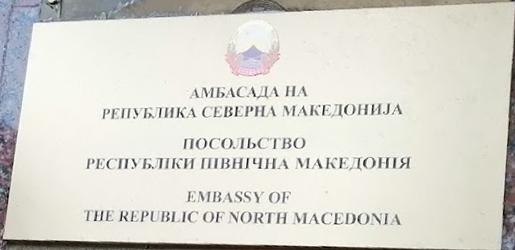 АМБАСАДА НА
РЕПУБЛИКА СЕВЕРНА МАКЕДОНИЈА
ПОСОЛЬСТВО
РЕСПУБЛІКИ ПІВНІЧНА МАКЕДОНІЯ
EMBASSY OF
THE REPUBLIC OF NORTH MACEDONIA